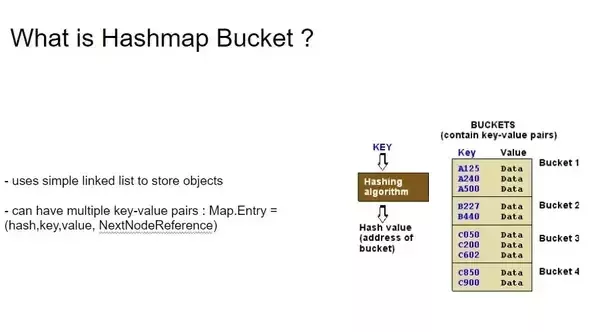 What is Hashmap Bucket ?
- uses simple linked list to store objects
- can have multiple key-value pairs : Map.Entry =
(hash,key,value, NextNodeReference)
KEY
Hashing
algorithm
Hash value
(address of
bucket)
BUCKETS
(contain key-value pairs)
Key Value
A125 Data Bucket 1
A240 Data
A500 Data
B227 Data Bucket 2
B440 Data
C050 Data Bucket 3
C200 Data
C602 Data
C850 Data Bucket 4
C900 Data